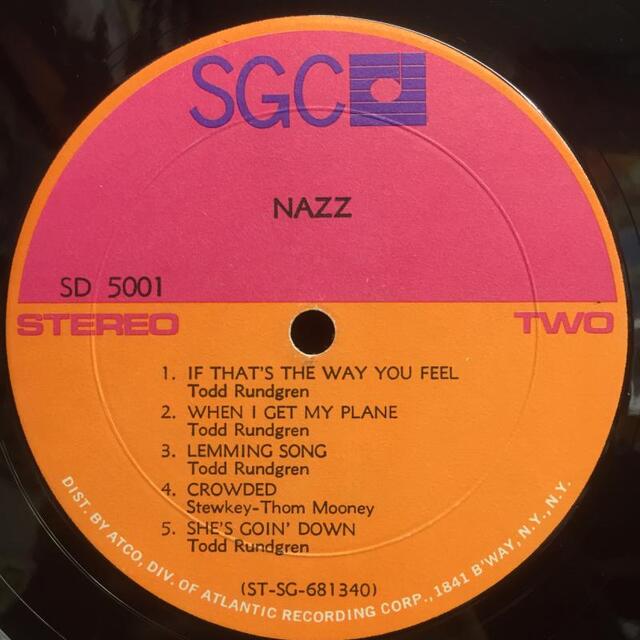 SGC
NAZZ
SD 5001
STEREO TWO
1. IF THAT'S THE WAY YOU FEEL
Todd Rundgren
2. WHEN I GET MY PLANE
Todd Rundgren
3. LEMMING SONG
Todd Rundgren
4. CROWDED
Stewkey-Thom Mooney
5. SHE'S GOIN' DOWN
Todd Rundgren
(ST-SG-681340)
DIST. BY ATCO, DIV. OF ATLANTIC RECORDING CORP., 1841 B'WAY, N.Y., N.Y.